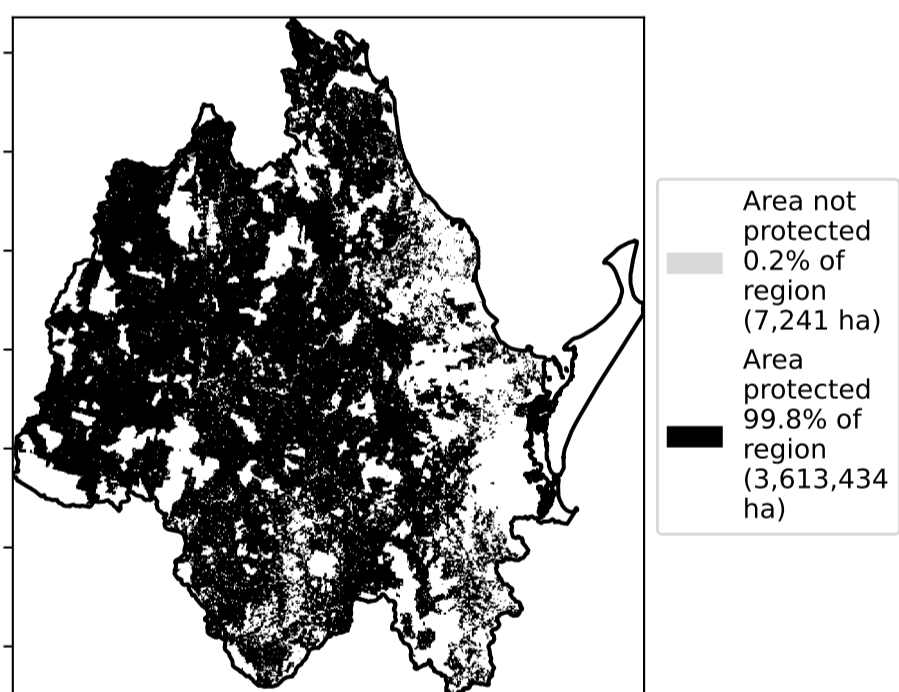 Area not
protected
0.2% of
region
(7,241 ha)
Area
protected
99.8% of
region
(3,613,434
ha)